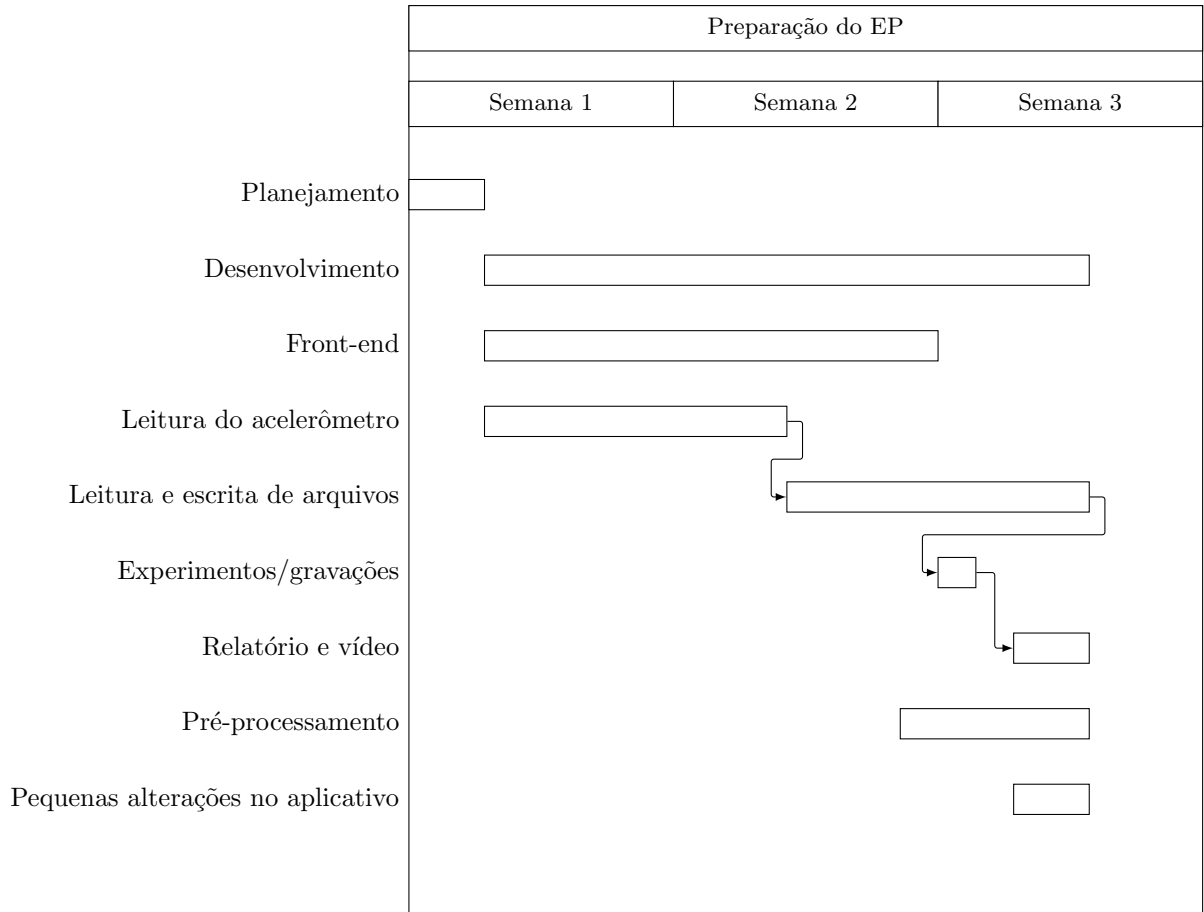 Preparação do EP
Semana 1 Semana 2 Semana 3
Planejamento
Desenvolvimento
Front-end
Leitura do acelerômetro
Leitura e escrita de arquivos
Experimentos/gravações
Relatório e vídeo
Pré-processamento
Pequenas alterações no aplicativo